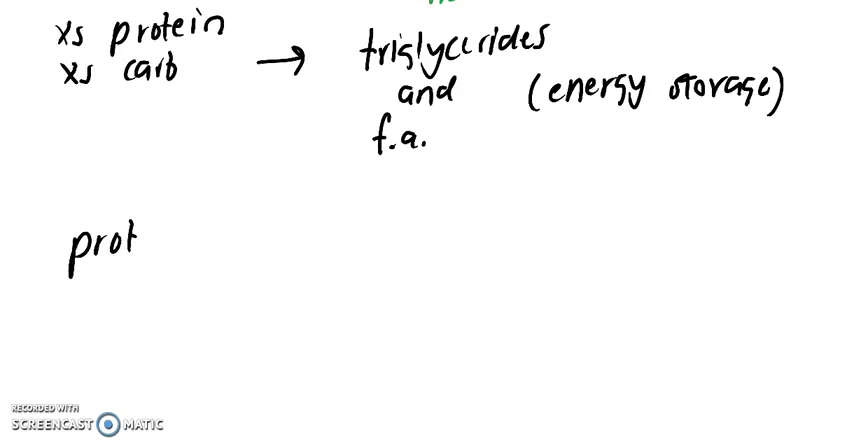 xs protein
xs carb → triglycerides
and (energy storage)
f.a.
prot
RECORDED WITH
SCREENCAST MATIC